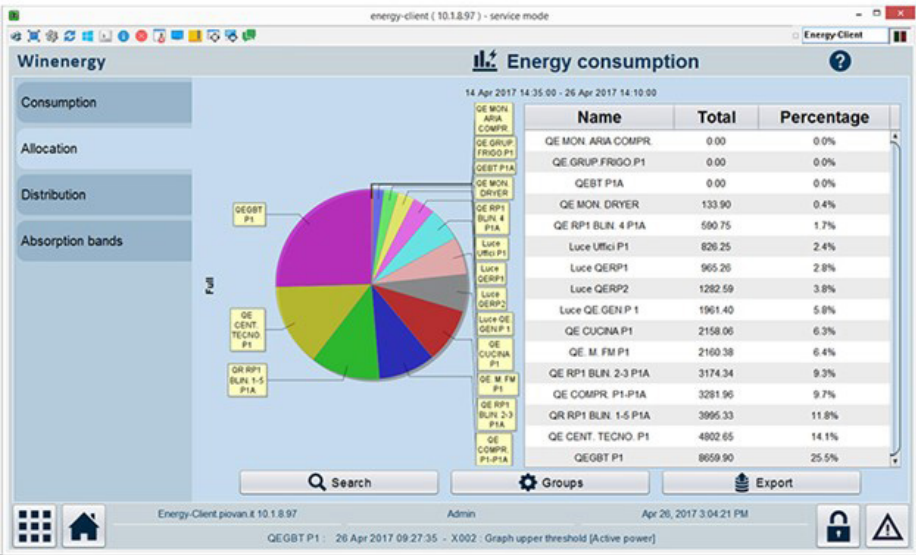 energy-client ( 10.1.8.97 ) - service mode
Energy-Client
Winenergy
Energy consumption
?
Consumption
Allocation
Distribution
Absorption bands
14 Apr 2017 14:35:00 - 26 Apr 2017 14:10:00
Full
QEGBT
P1
QE
CENT.
TECNO.
P1
QR RP1
BLIN. 1-5
P1A
QE MON.
ARIA
COMPR.
QE.GRUP.
FRIGO.P1
QEBT P1A
QE MON.
DRYER
QE RP1
BLIN. 4
P1A
Luce
Uffici P1
Luce
QERP1
Luce
QERP2
Luce QE.
GEN.P 1
QE
CUCINA
P1
QE. M. FM
P1
QE RP1
BLIN. 2-3
P1A
QE
COMPR.
P1-P1A
Name Total Percentage
QE MON. ARIA COMPR. 0.00 0.0%
QE.GRUP.FRIGO.P1 0.00 0.0%
QEBT P1A 0.00 0.0%
QE MON. DRYER 133.90 0.4%
QE RP1 BLIN. 4 P1A 590.75 1.7%
Luce Uffici P1 826.25 2.4%
Luce QERP1 965.26 2.8%
Luce QERP2 1282.59 3.8%
Luce QE.GEN.P 1 1961.40 5.8%
QE CUCINA P1 2158.06 6.3%
QE. M. FM P1 2160.38 6.4%
QE RP1 BLIN. 2-3 P1A 3174.34 9.3%
QE COMPR. P1-P1A 3281.96 9.7%
QR RP1 BLIN. 1-5 P1A 3995.33 11.8%
QE CENT. TECNO. P1 4802.65 14.1%
QEGBT P1 8659.90 25.5%
Search
Groups
Export
Energy-Client.piovan.it 10.1.8.97 Admin Apr 26, 2017 3:04:21 PM
QEGBT P1 : 26 Apr 2017 09:27:35 - X002 : Graph upper threshold [Active power]